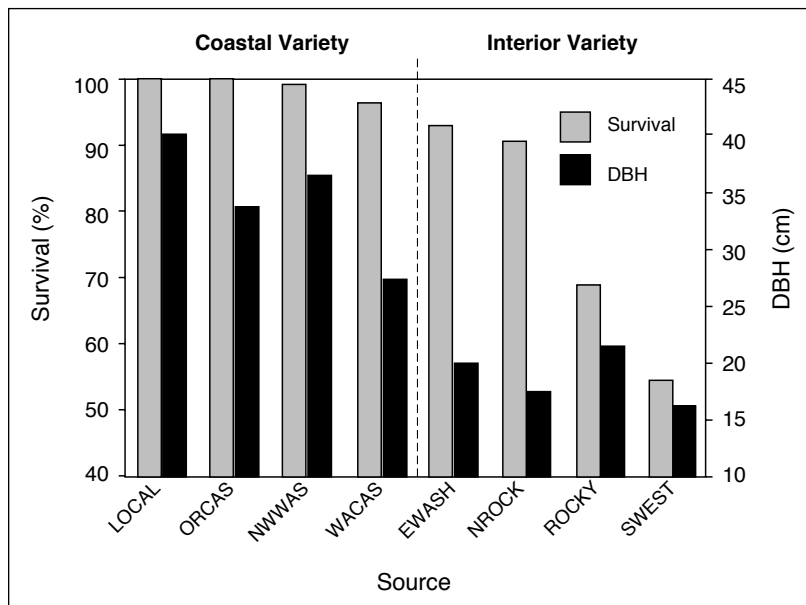 Coastal Variety
Interior Variety
100
90
80
70
60
50
40
Survival (%)
45
40
35
30
25
20
15
10
DBH (cm)
Survival
DBH
LOCAL
ORCAS
NWWAS
WACAS
EWASH
NROCK
ROCKY
SWEST
Source